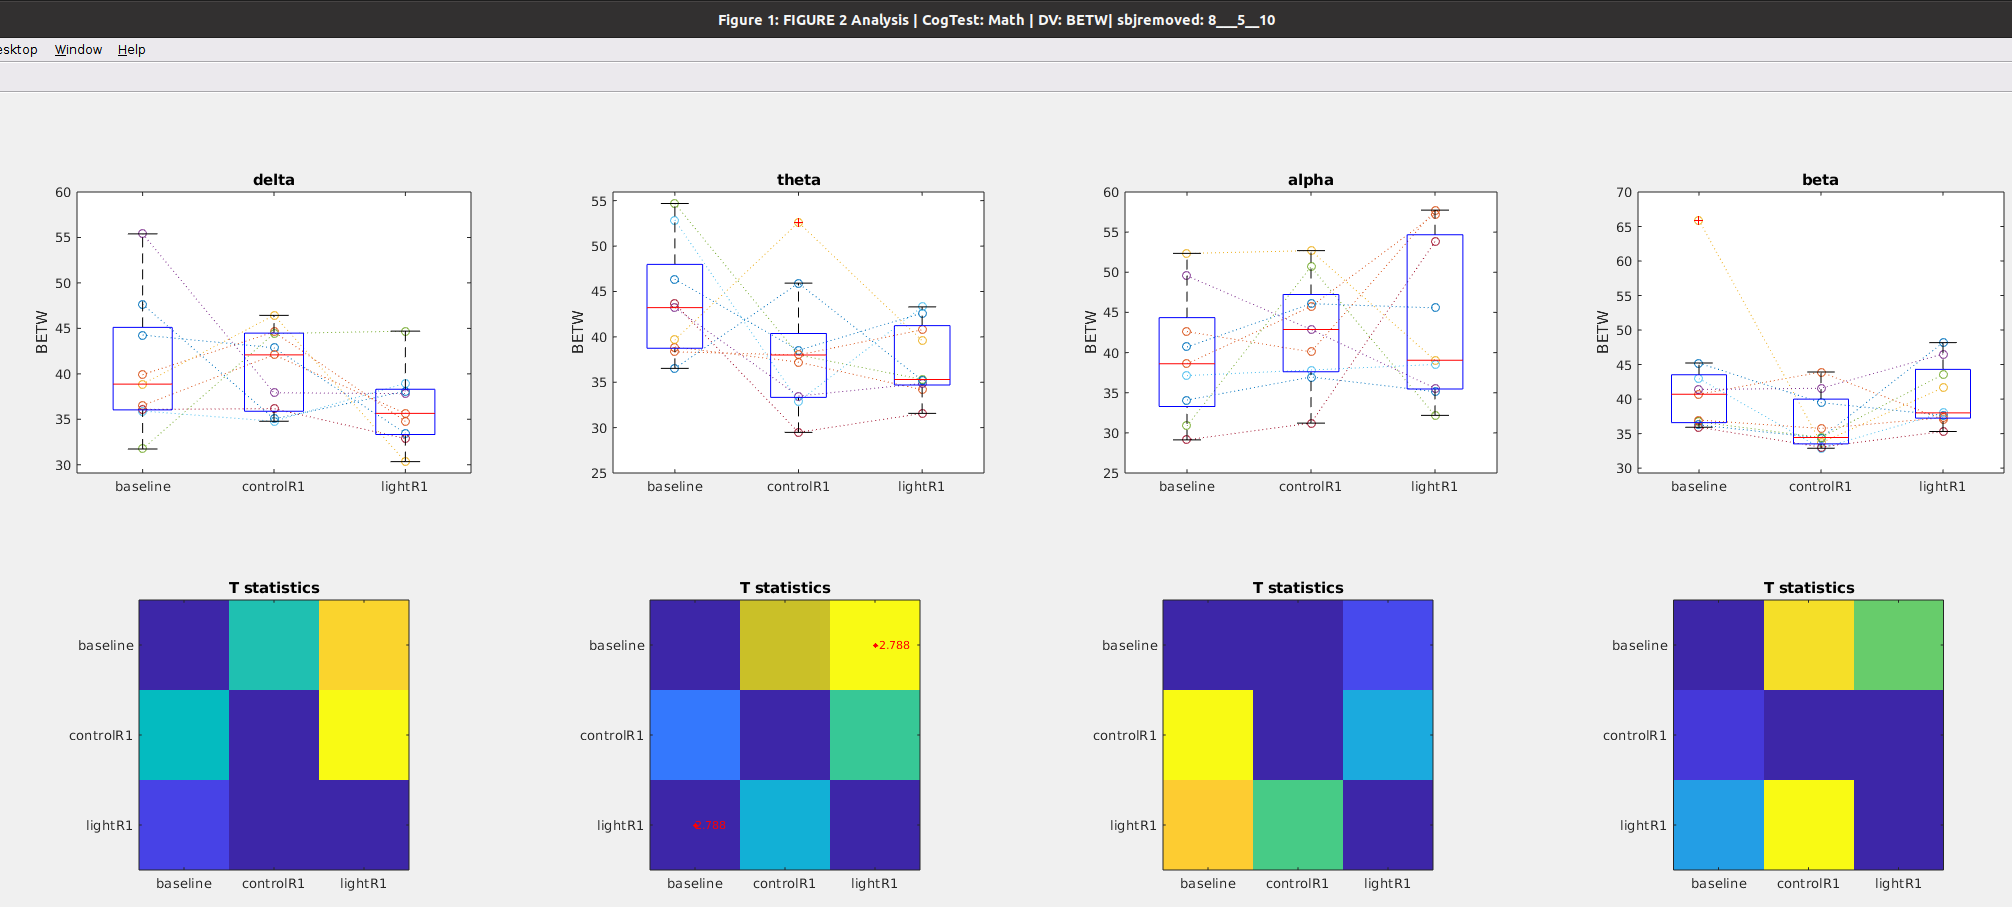 Figure 1: FIGURE 2 Analysis | CogTest: Math | DV: BETW| sbjremoved: 8___5__10
esktop Window Help
delta
60
55
50
45
40
35
30
BETW
baseline controlR1 lightR1
theta
55
50
45
40
35
30
25
BETW
baseline controlR1 lightR1
alpha
60
55
50
45
40
35
30
25
BETW
baseline controlR1 lightR1
beta
70
65
60
55
50
45
40
35
30
BETW
baseline controlR1 lightR1
T statistics
baseline
controlR1
lightR1
baseline controlR1 lightR1
T statistics
baseline
2.788
controlR1
lightR1
baseline controlR1 lightR1
T statistics
baseline
controlR1
lightR1
baseline controlR1 lightR1
T statistics
baseline
controlR1
lightR1
baseline controlR1 lightR1